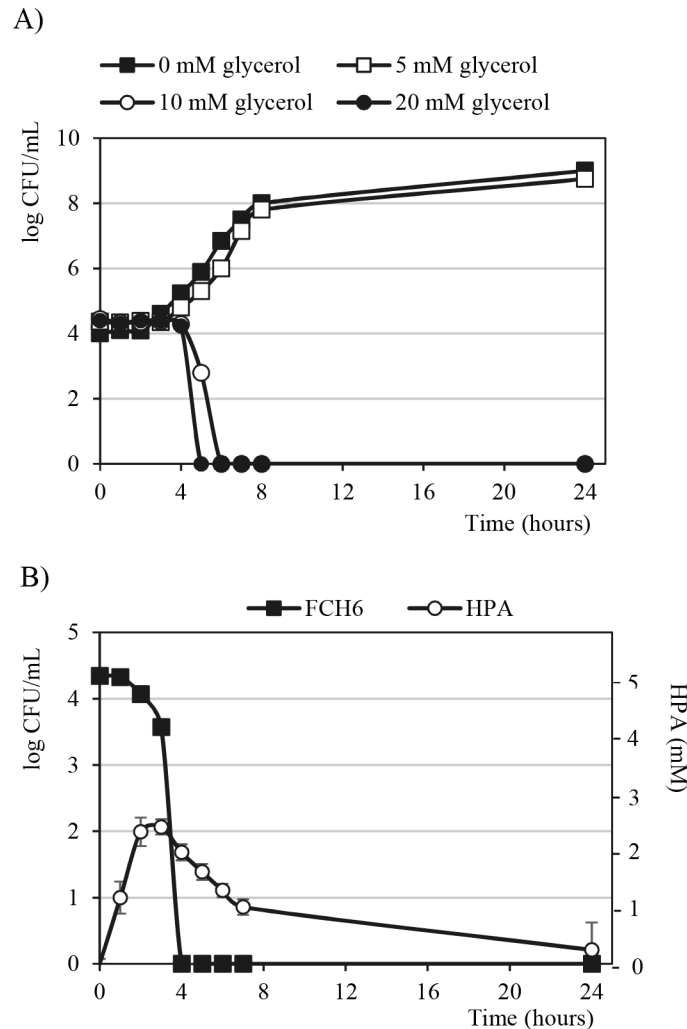 A)
0 mM glycerol 5 mM glycerol
10 mM glycerol 20 mM glycerol
log CFU/mL
10
8
6
4
2
0
0 4 8 12 16 20 24
Time (hours)
B)
FCH6 HPA
log CFU/mL
5
4
3
2
1
0
HPA (mM)
5
4
3
2
1
0
0 4 8 12 16 20 24
Time (hours)